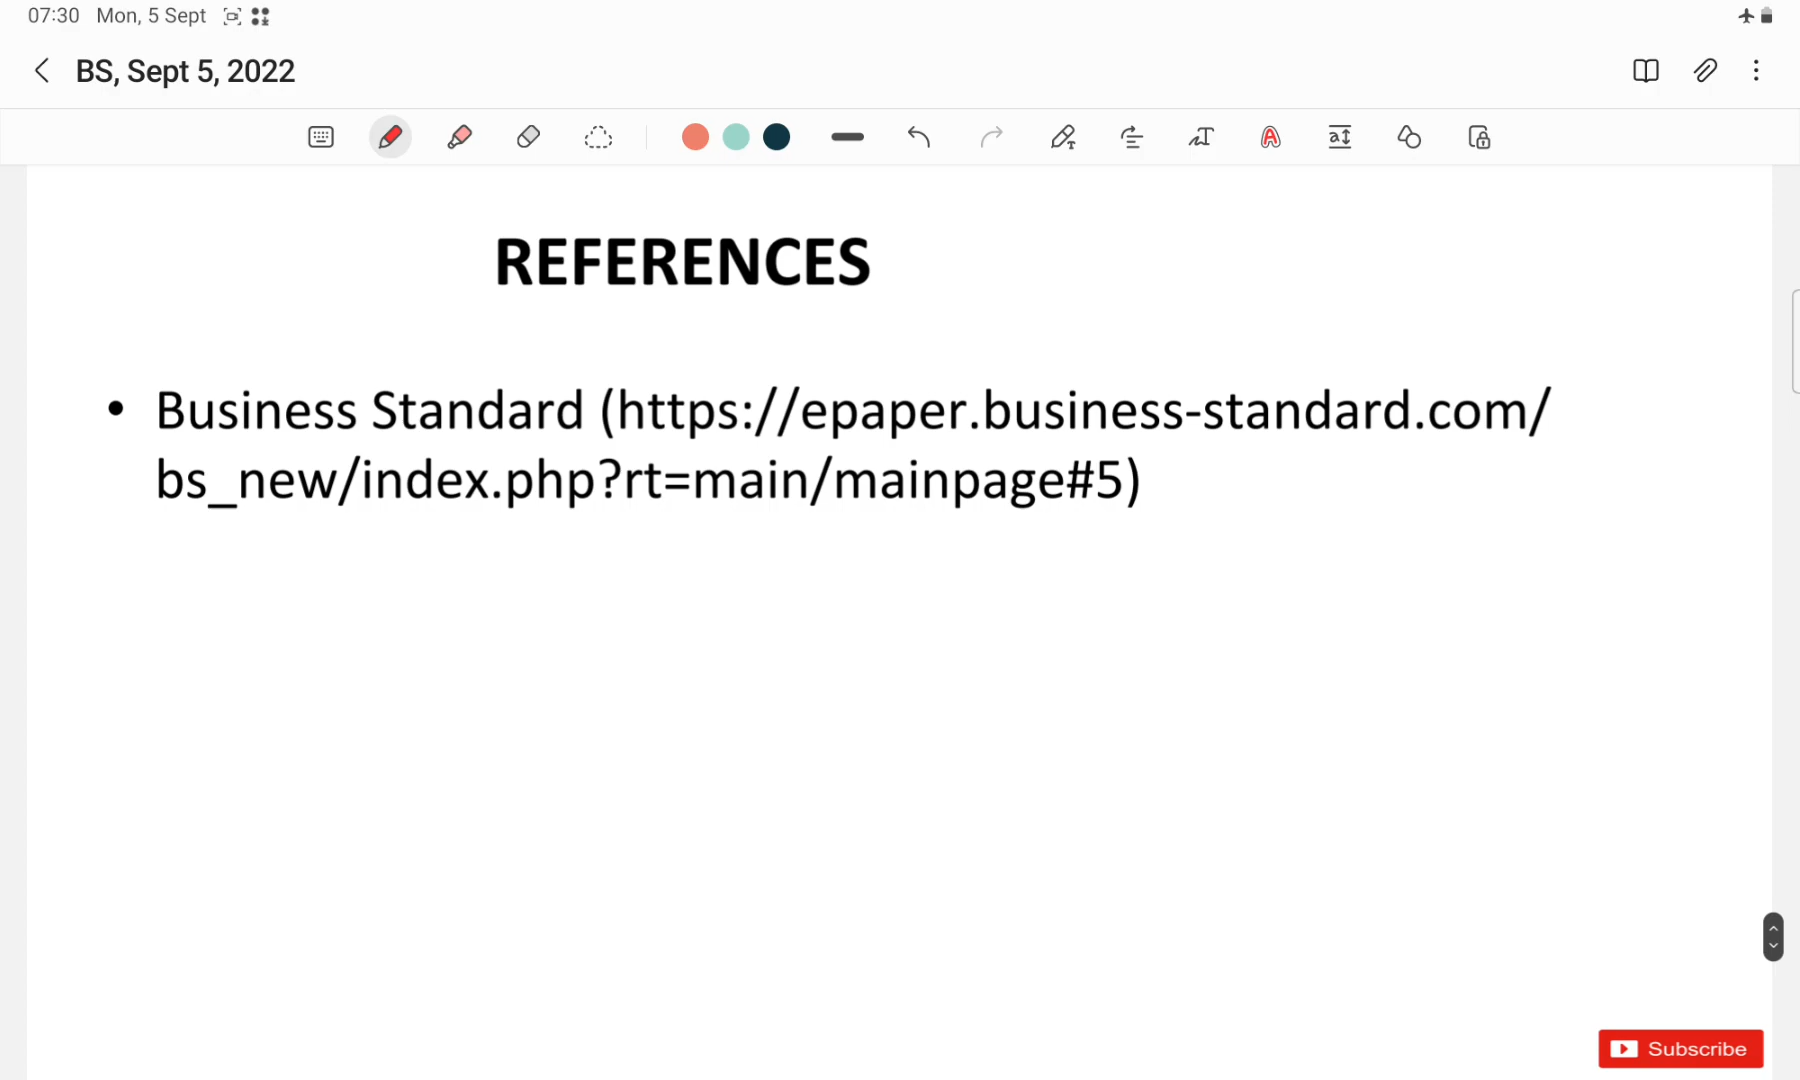 07:30 Mon, 5 Sept
BS, Sept 5, 2022
REFERENCES
• Business Standard (https://epaper.business-standard.com/
bs_new/index.php?rt=main/mainpage#5)
Subscribe